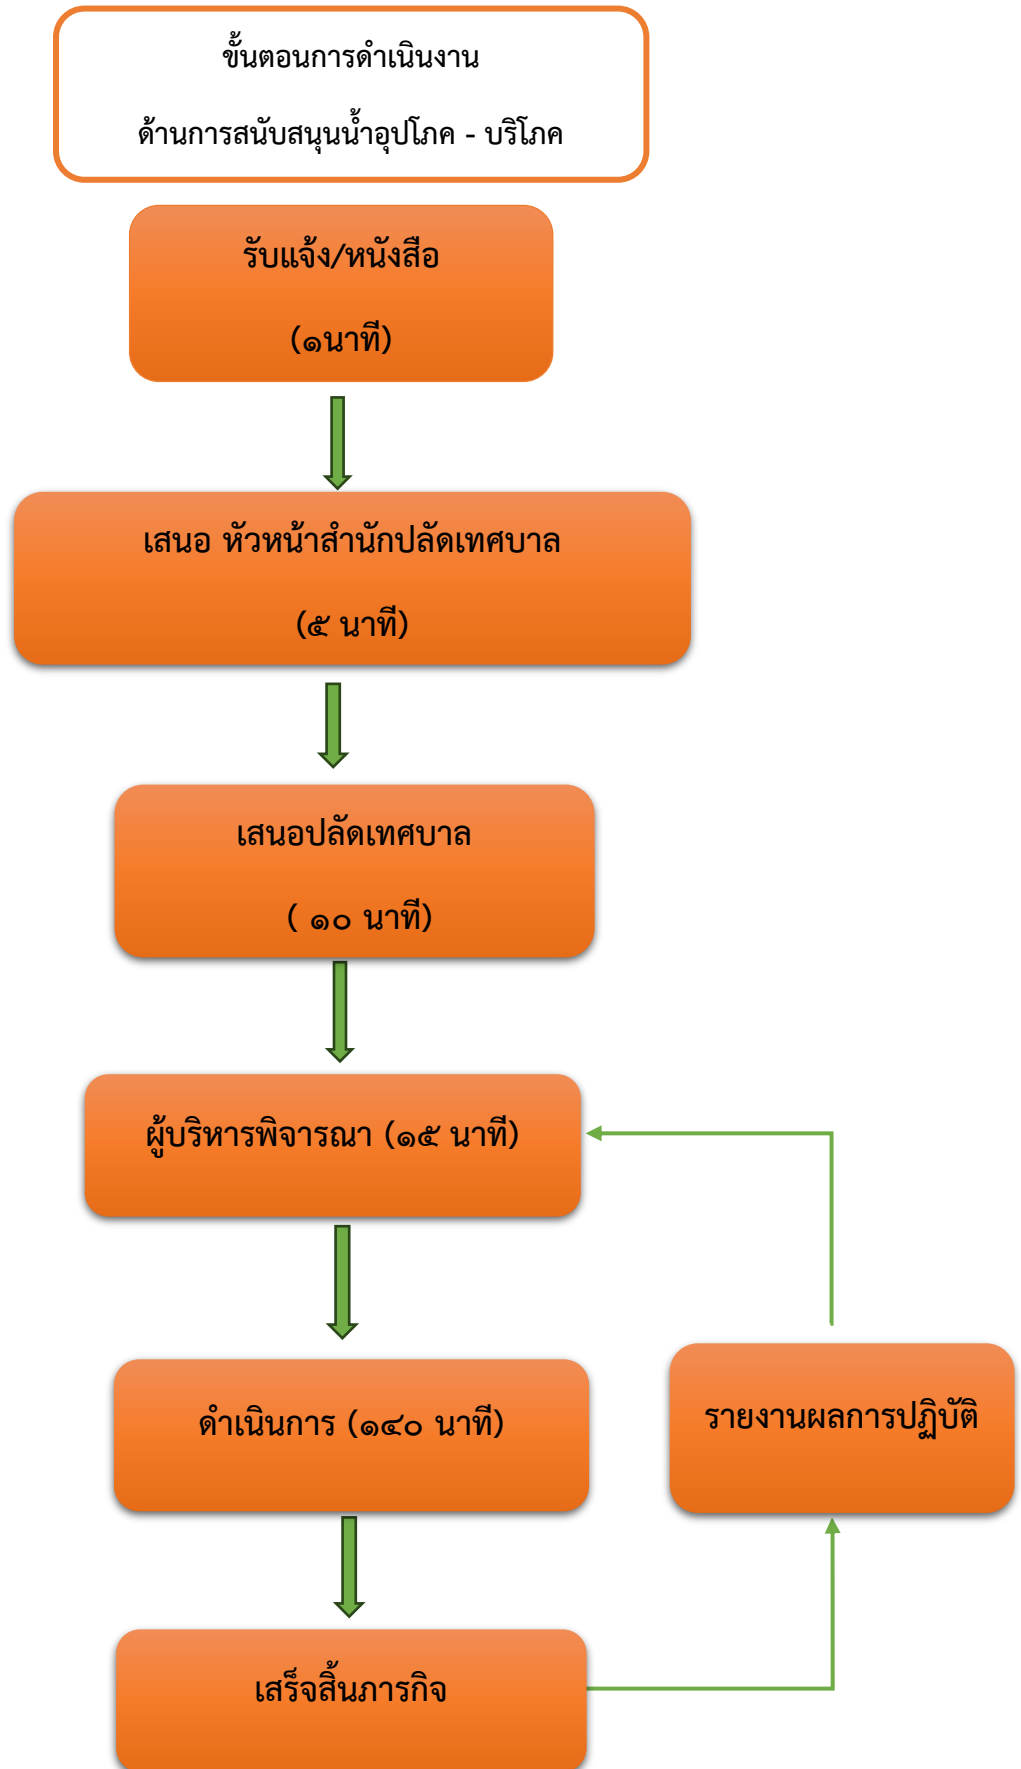 ขั้นตอนการดำเนินงาน
ด้านการสนับสนุนน้ำอุปโภค - บริโภค
รับแจ้ง/หนังสือ
(๑นาที)
เสนอ หัวหน้าสำนักปลัดเทศบาล
(๕ นาที)
เสนอปลัดเทศบาล
( ๑๐ นาที)
ผู้บริหารพิจารณา (๑๕ นาที)
ดำเนินการ (๑๔๐ นาที)
รายงานผลการปฏิบัติ
เสร็จสิ้นภารกิจ